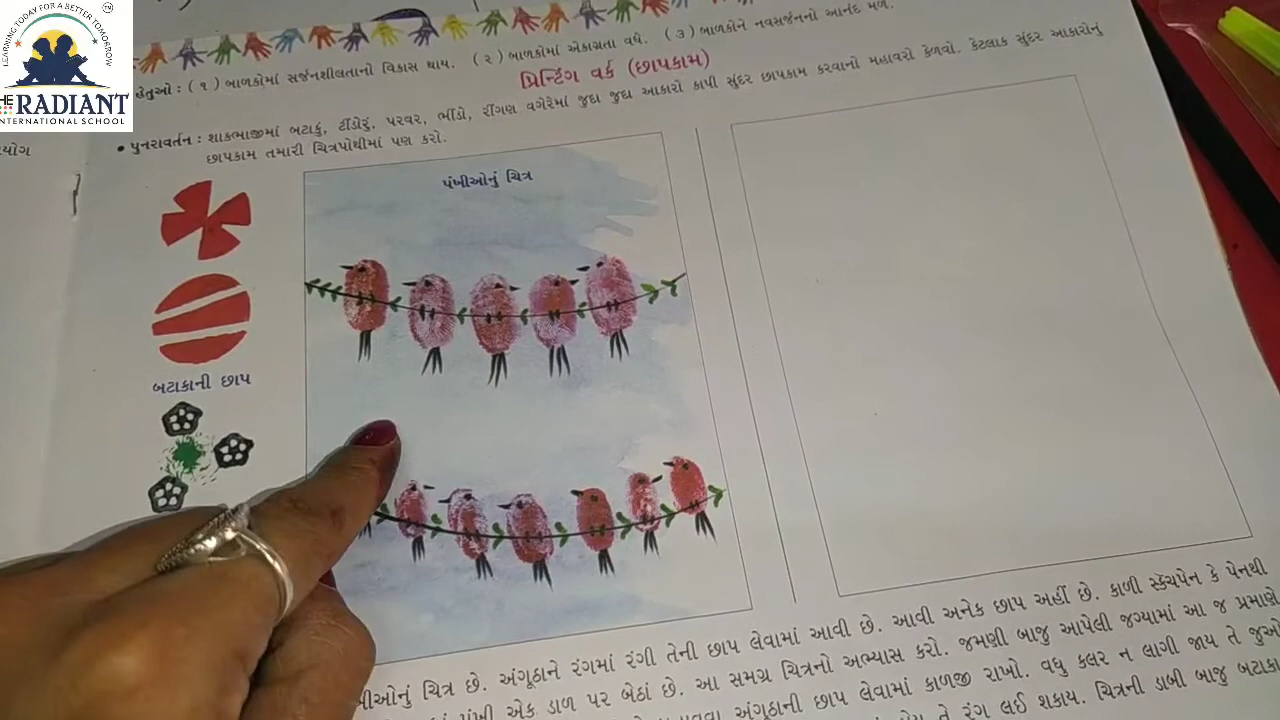 LEARNING TODAY FOR A BETTER TOMORROW
THE RADIANT
INTERNATIONAL SCHOOL
હેતુઓ : (૧) બાળકોમાં સર્જનશીલતાનો વિકાસ થાય. (૨) બાળકોમાં એકાગ્રતા વધે. (૩) બાળકોને નવસર્જનનો આનંદ મળે.
પ્રિન્ટિંગ વર્ક (છાપકામ)
• પુનરાવર્તન : શાકભાજીમાં બટાકું, ટીંડોરું, પરવર, ભીંડો, રીંગણ વગેરેમાં જુદા જુદા આકારો કાપી સુંદર છાપકામ કરવાનો મહાવરો કેળવો. કેટલાક સુંદર આકારોનું
છાપકામ તમારી ચિત્રપોથીમાં પણ કરો.
પંખીઓનું ચિત્ર
બટાકાની છાપ
ચિત્ર છે. અંગૂઠાને રંગમાં રંગી તેની છાપ લેવામાં આવી છે. આવી અનેક છાપ અહીં છે. કાળી સ્કૅચપેન કે પેનથી
પંખી એક ડાળ પર બેઠાં છે. આ સમગ્ર ચિત્રનો અભ્યાસ કરો. જમણી બાજુ આપેલી જગ્યામાં આ જ પ્રમાણે
અંગૂઠાની છાપ લેવામાં કાળજી રાખો. વધુ કલર ન લાગી જાય તે જુઓ
તે રંગ લઈ શકાય. ચિત્રની ડાબી બાજુ બટાકા